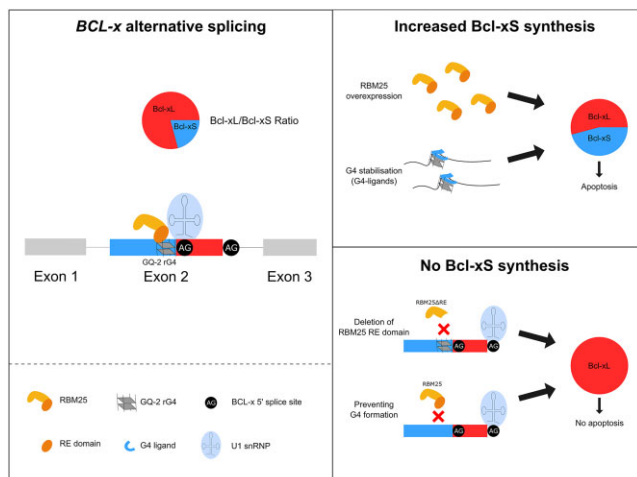 BCL-x alternative splicing
Bcl-xL
Bcl-xS
Bcl-xL/Bcl-xS Ratio
AG
AG
GQ-2 rG4
Exon 1
Exon 2
Exon 3
RBM25
GQ-2 rG4
AG
BCL-x 5' splice site
RE domain
G4 ligand
U1 snRNP
Increased Bcl-xS synthesis
RBM25
overexpression
G4 stabilisation
(G4-ligands)
Bcl-xL
Bcl-xS
Apoptosis
No Bcl-xS synthesis
RBM25ΔRE
Deletion of
RBM25 RE domain
AG
AG
RBM25
Preventing
G4 formation
AG
AG
Bcl-xL
No apoptosis